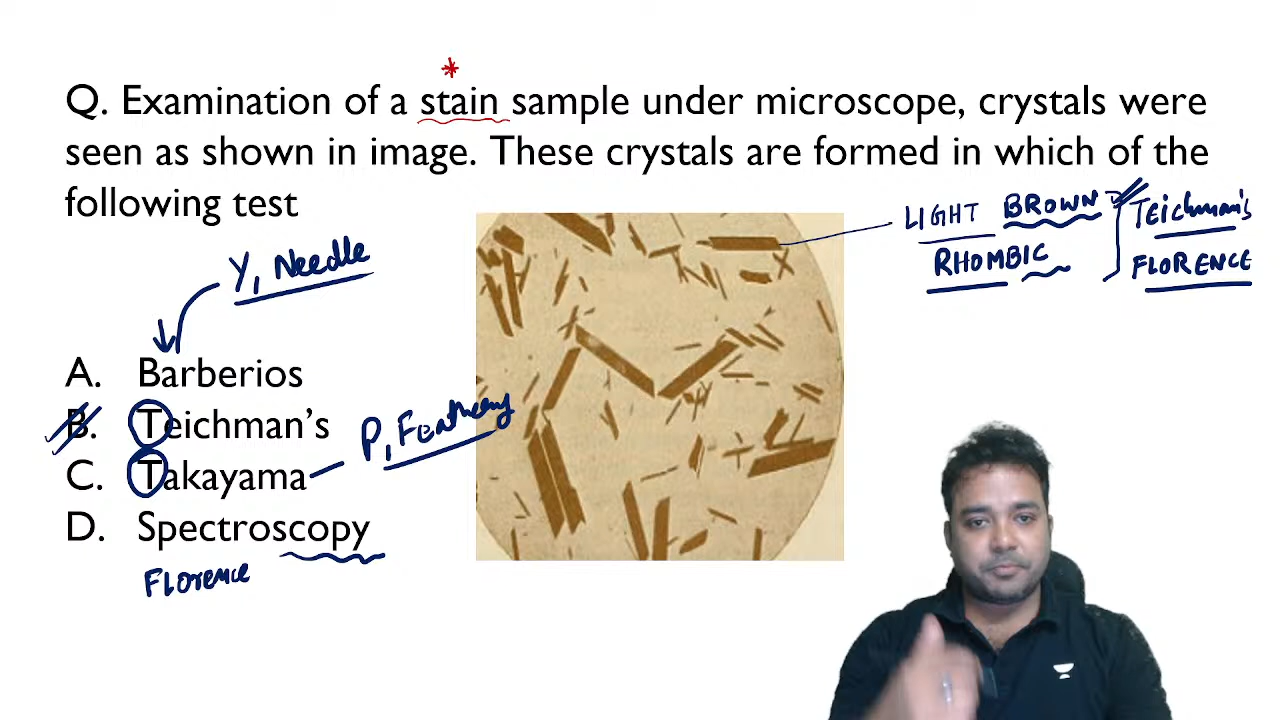 *
Q. Examination of a stain sample under microscope, crystals were
seen as shown in image. These crystals are formed in which of the
following test
LIGHT BROWN
RHOMBIC
Teichman's
FLORENCE
Y, Needle
A. Barberios
B. Teichman's
C. Takayama
P, Feathery
D. Spectroscopy
Florence